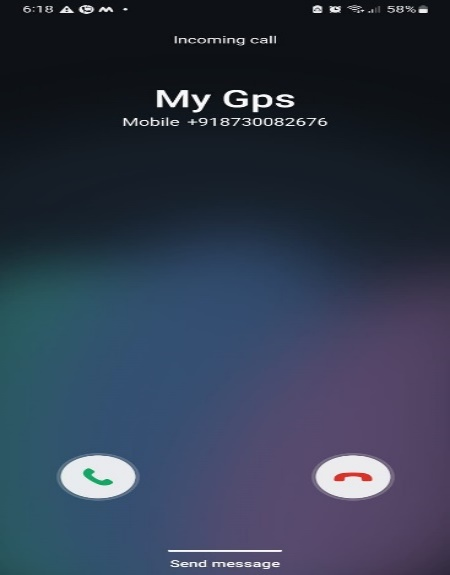 6:18 58%
Incoming call
My Gps
Mobile +918730082676
Send message